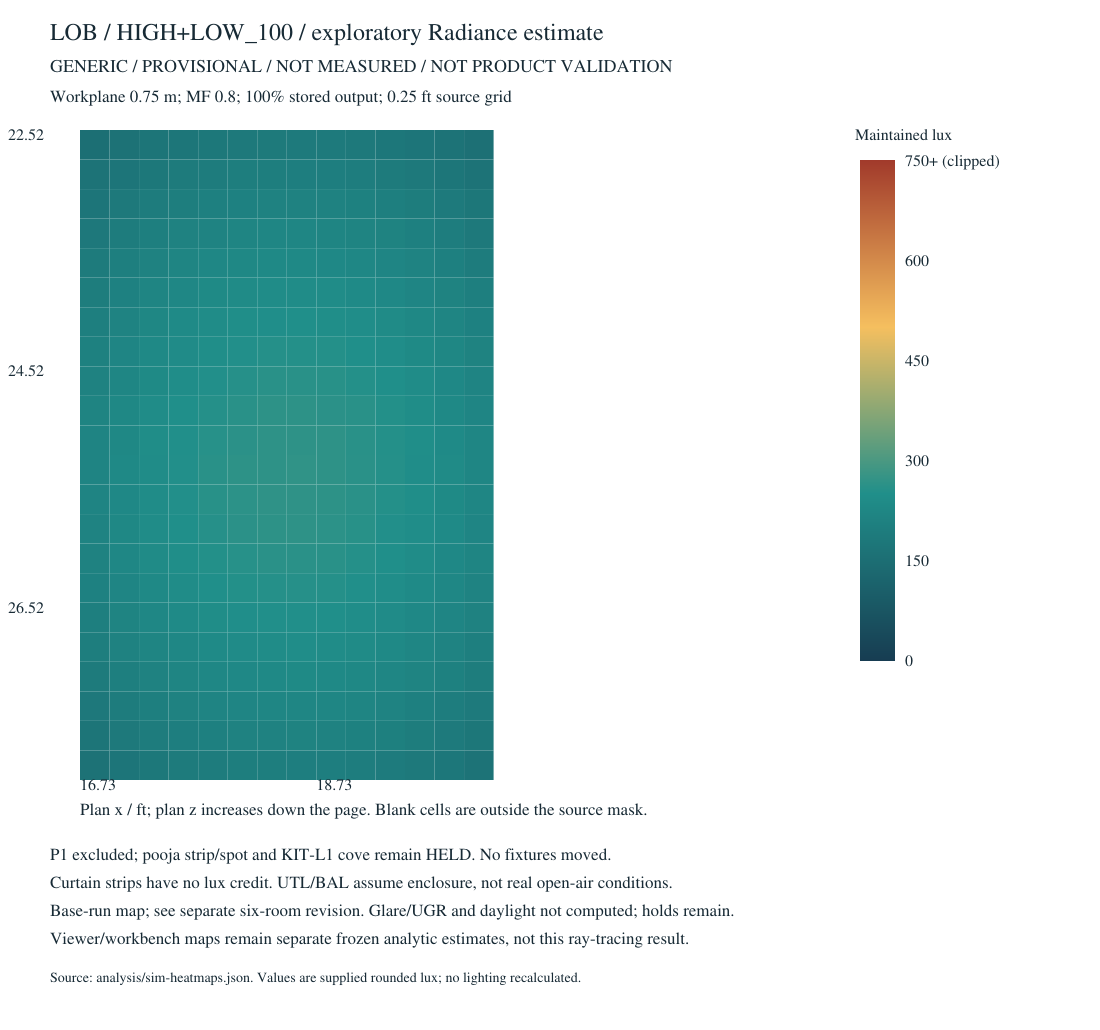 LOB / HIGH+LOW_100 / exploratory Radiance estimate
GENERIC / PROVISIONAL / NOT MEASURED / NOT PRODUCT VALIDATION
Workplane 0.75 m; MF 0.8; 100% stored output; 0.25 ft source grid
22.52
24.52
26.52
16.73
18.73
Maintained lux
750+ (clipped)
600
450
300
150
0
Plan x / ft; plan z increases down the page. Blank cells are outside the source mask.
P1 excluded; pooja strip/spot and KIT-L1 cove remain HELD. No fixtures moved.
Curtain strips have no lux credit. UTL/BAL assume enclosure, not real open-air conditions.
Base-run map; see separate six-room revision. Glare/UGR and daylight not computed; holds remain.
Viewer/workbench maps remain separate frozen analytic estimates, not this ray-tracing result.
Source: analysis/sim-heatmaps.json. Values are supplied rounded lux; no lighting recalculated.